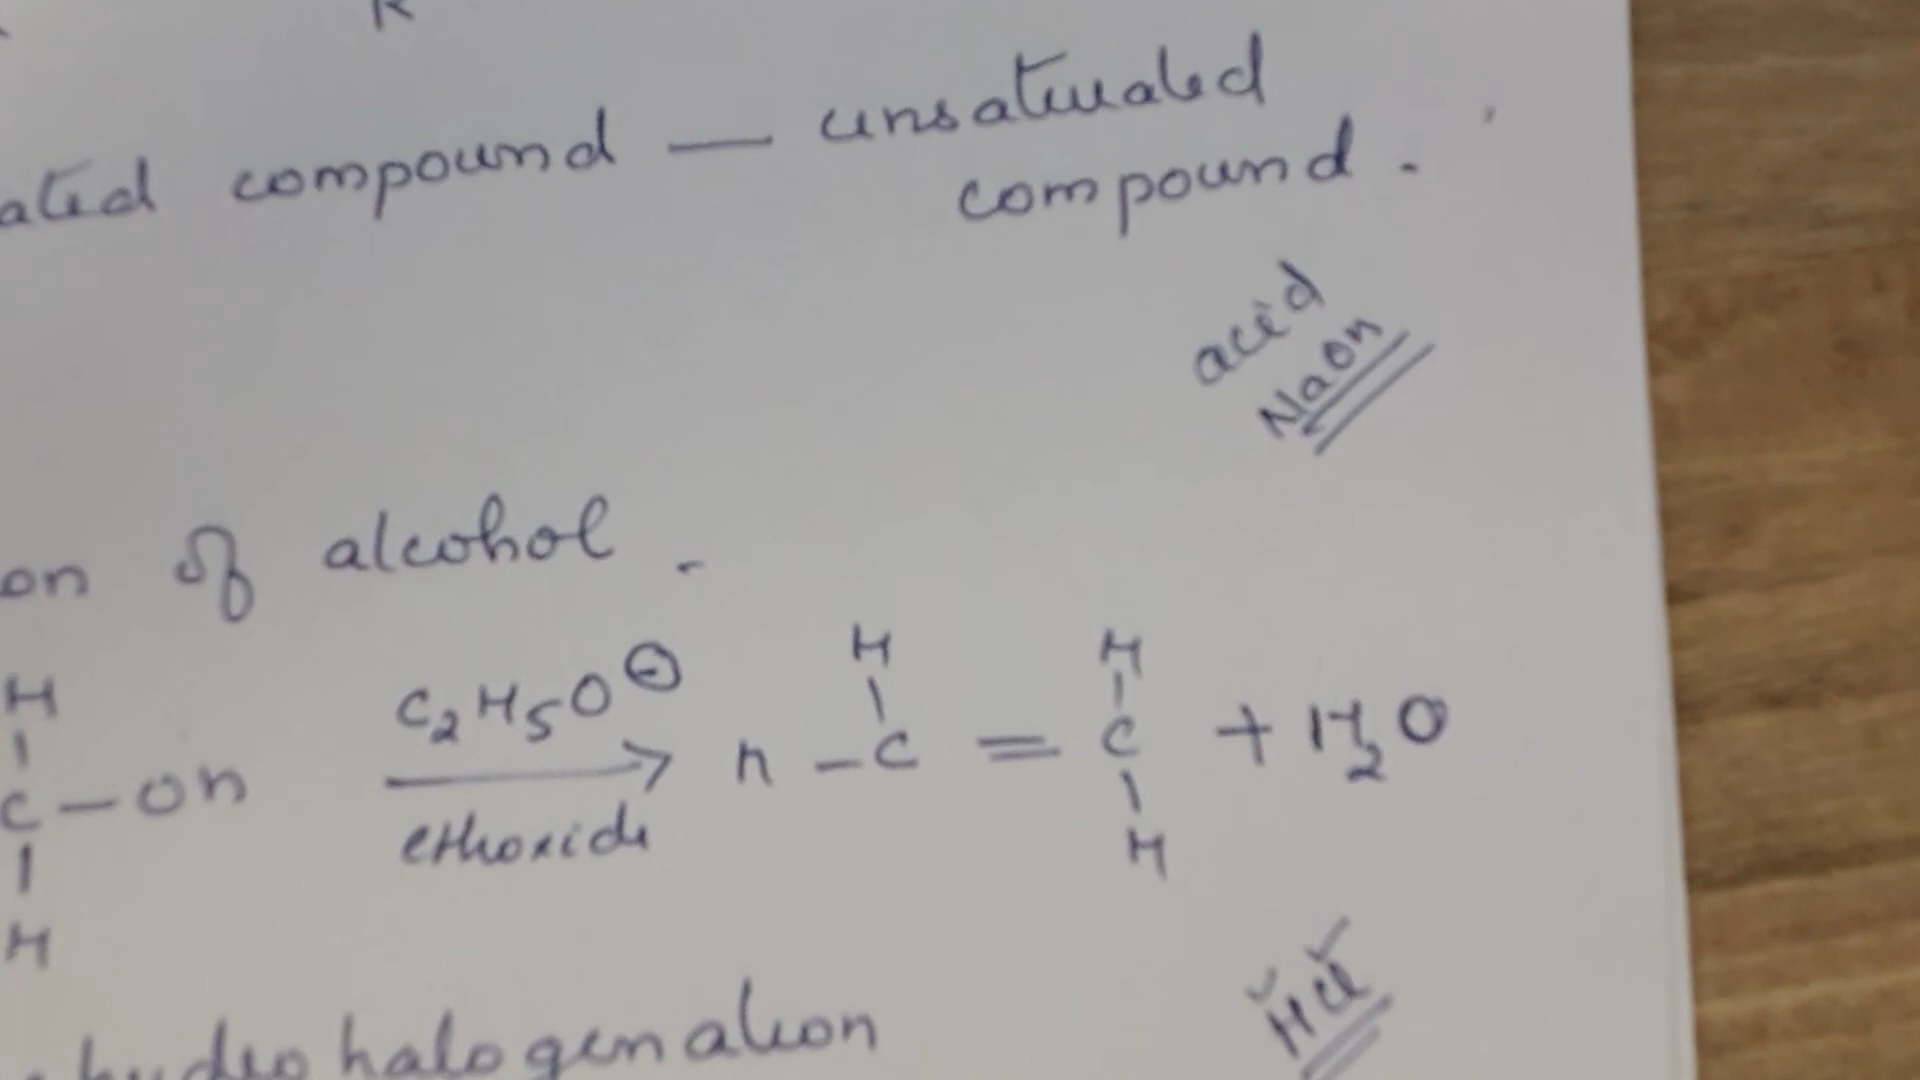 R
ated compound — unsaturated
compound.
acid
NaOH
on of alcohol.
H H H
C2H5O⊖
C-OH → H-C=C+H2O
ethoxide
H H
hydrohalogenation
HCl